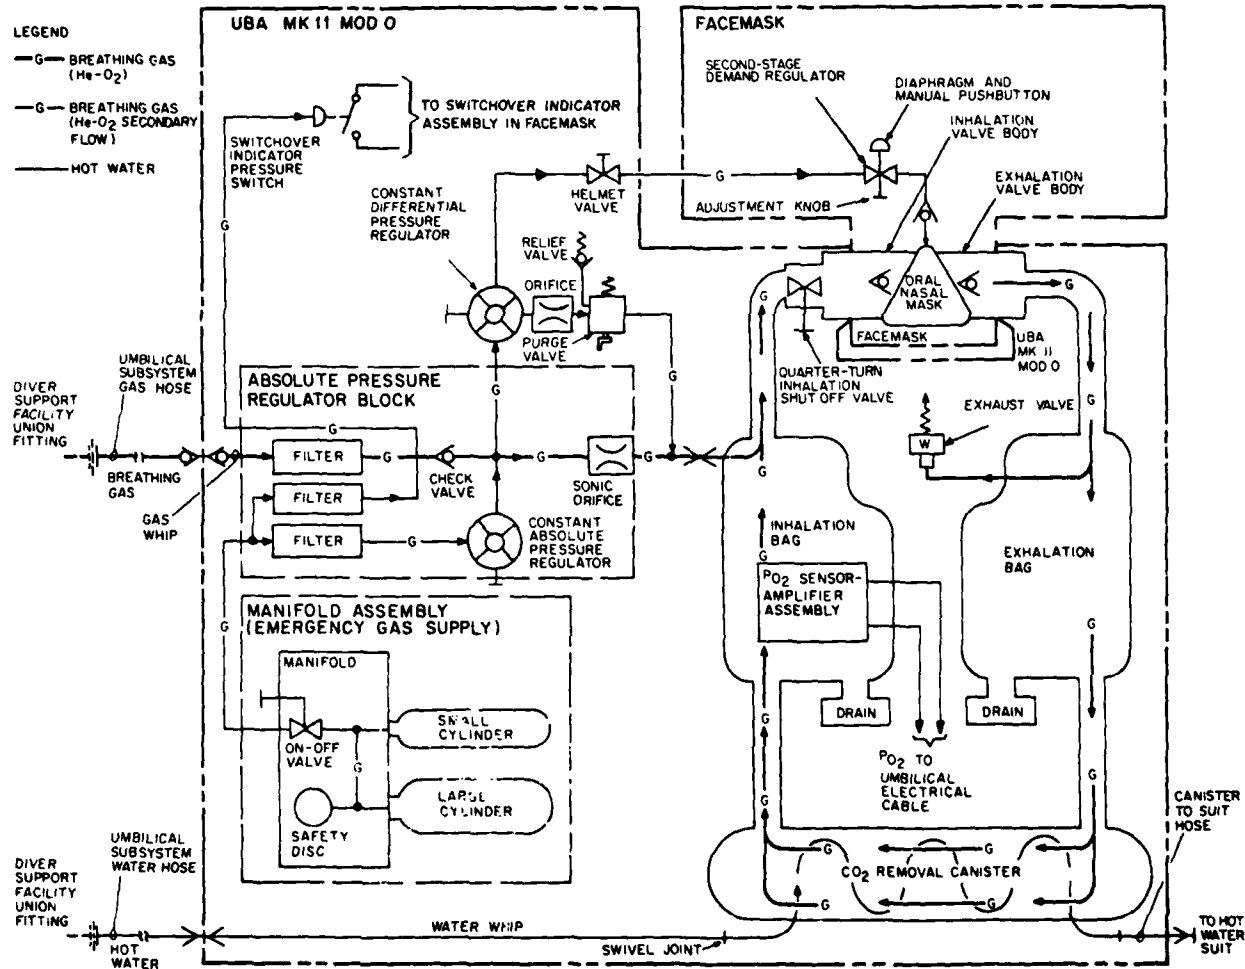 LEGEND
G BREATHING GAS
(He-O2)
G BREATHING GAS
(He-O2 SECONDARY
FLOW)
HOT WATER
UBA MK 11 MOD 0
FACEMASK
SECOND-STAGE
DEMAND REGULATOR
DIAPHRAGM AND
MANUAL PUSHBUTTON
INHALATION
VALVE BODY
EXHALATION
VALVE BODY
TO SWITCHOVER INDICATOR
ASSEMBLY IN FACEMASK
SWITCHOVER
INDICATOR
PRESSURE
SWITCH
CONSTANT
DIFFERENTIAL
PRESSURE
REGULATOR
HELMET
VALVE
G
ADJUSTMENT KNOB
G
RELIEF
VALVE
ORIFICE
PURGE
VALVE
G
ORAL
NASAL
MASK
G
FACEMASK
UBA
MK 11
MOD 0
QUARTER-TURN
INHALATION
SHUT OFF VALVE
G
G
G
EXHAUST VALVE
W
UMBILICAL
SUBSYSTEM
GAS HOSE
DIVER
SUPPORT
FACILITY
UNION
FITTING
BREATHING
GAS
GAS
WHIP
ABSOLUTE PRESSURE
REGULATOR BLOCK
G
FILTER
G
CHECK
VALVE
G
SONIC
ORIFICE
G
G
FILTER
FILTER
G
CONSTANT
ABSOLUTE
PRESSURE
REGULATOR
INHALATION
BAG
G
EXHALATION
BAG
PO2 SENSOR-
AMPLIFIER
ASSEMBLY
G
G
MANIFOLD ASSEMBLY
(EMERGENCY GAS SUPPLY)
MANIFOLD
ON-OFF
VALVE
SMALL
CYLINDER
G
LARGE
CYLINDER
SAFETY
DISC
DRAIN
DRAIN
G
PO2 TO
UMBILICAL
ELECTRICAL
CABLE
G
G
CANISTER
TO SUIT
HOSE
G
G
CO2 REMOVAL CANISTER
G
G
UMBILICAL
SUBSYSTEM
WATER HOSE
DIVER
SUPPORT
FACILITY
UNION
FITTING
HOT
WATER
WATER WHIP
SWIVEL JOINT
TO HOT
WATER
SUIT